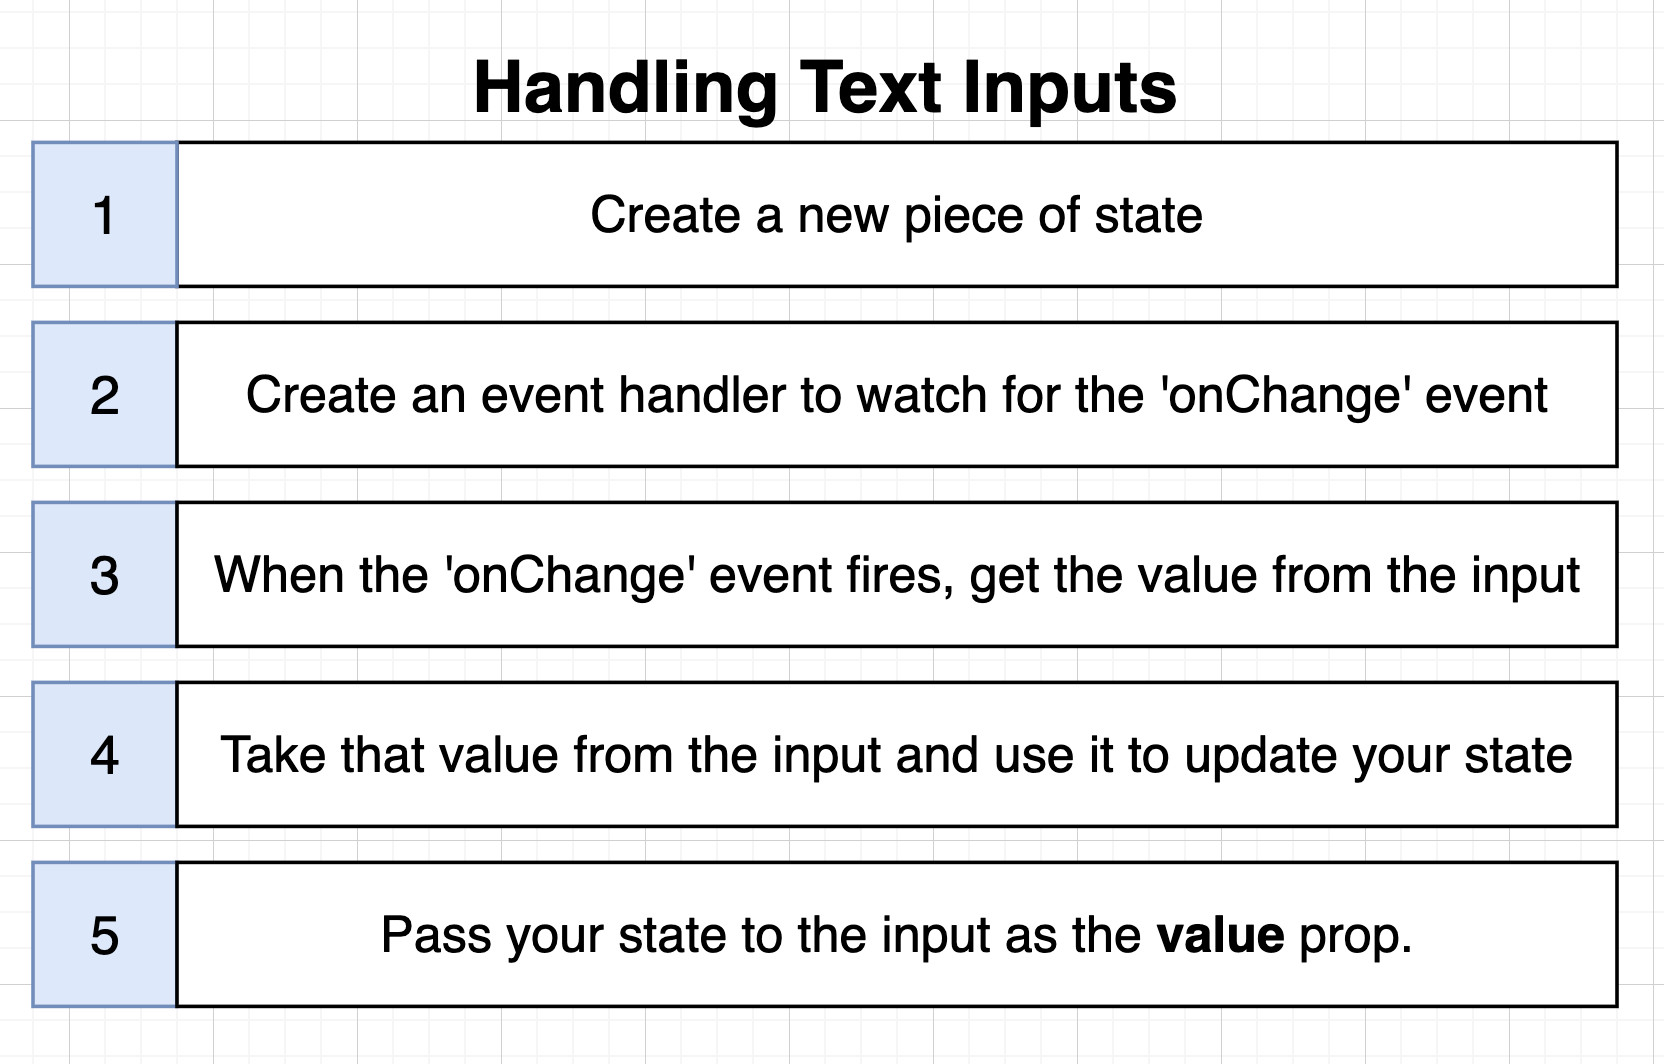 Handling Text Inputs
1 Create a new piece of state
2 Create an event handler to watch for the 'onChange' event
3 When the 'onChange' event fires, get the value from the input
4 Take that value from the input and use it to update your state
5 Pass your state to the input as the value prop.